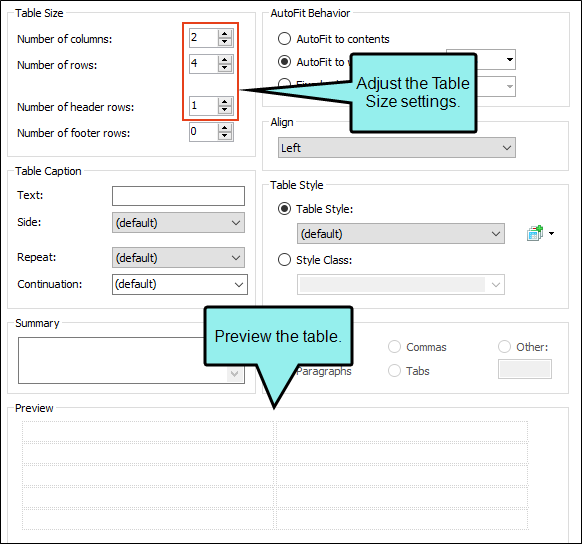 Table Size
Number of columns: 2
Number of rows: 4
Number of header rows: 1
Number of footer rows: 0
AutoFit Behavior
AutoFit to contents
AutoFit to
Adjust the Table
Size settings.
Align
Left
Table Caption
Text:
Side: (default)
Repeat: (default)
Continuation: (default)
Table Style
Table Style:
(default)
Style Class:
Summary
Preview the table.
Commas
Other:
Paragraphs
Tabs
Preview